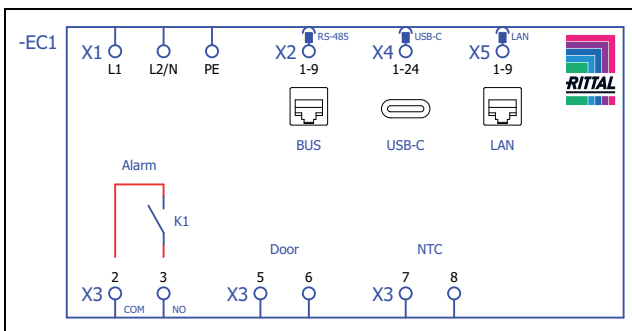 -EC1
X1 L1 L2/N PE
X2 RS-485 1-9
X4 USB-C 1-24
X5 LAN 1-9
RITTAL
BUS USB-C LAN
Alarm
K1
Door NTC
X3 2 COM 3 NO
X3 5 6
X3 7 8